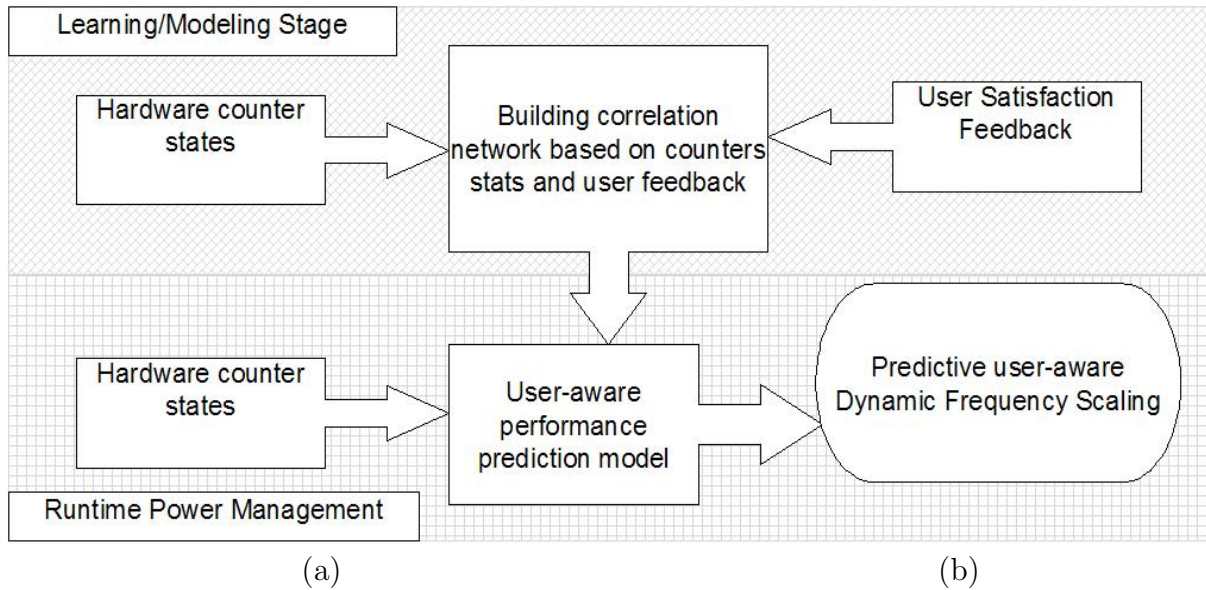 Learning/Modeling Stage
Hardware counter
states
Building correlation
network based on counters
stats and user feedback
User Satisfaction
Feedback
Hardware counter
states
User-aware
performance
prediction model
Predictive user-aware
Dynamic Frequency Scaling
Runtime Power Management
(a)
(b)